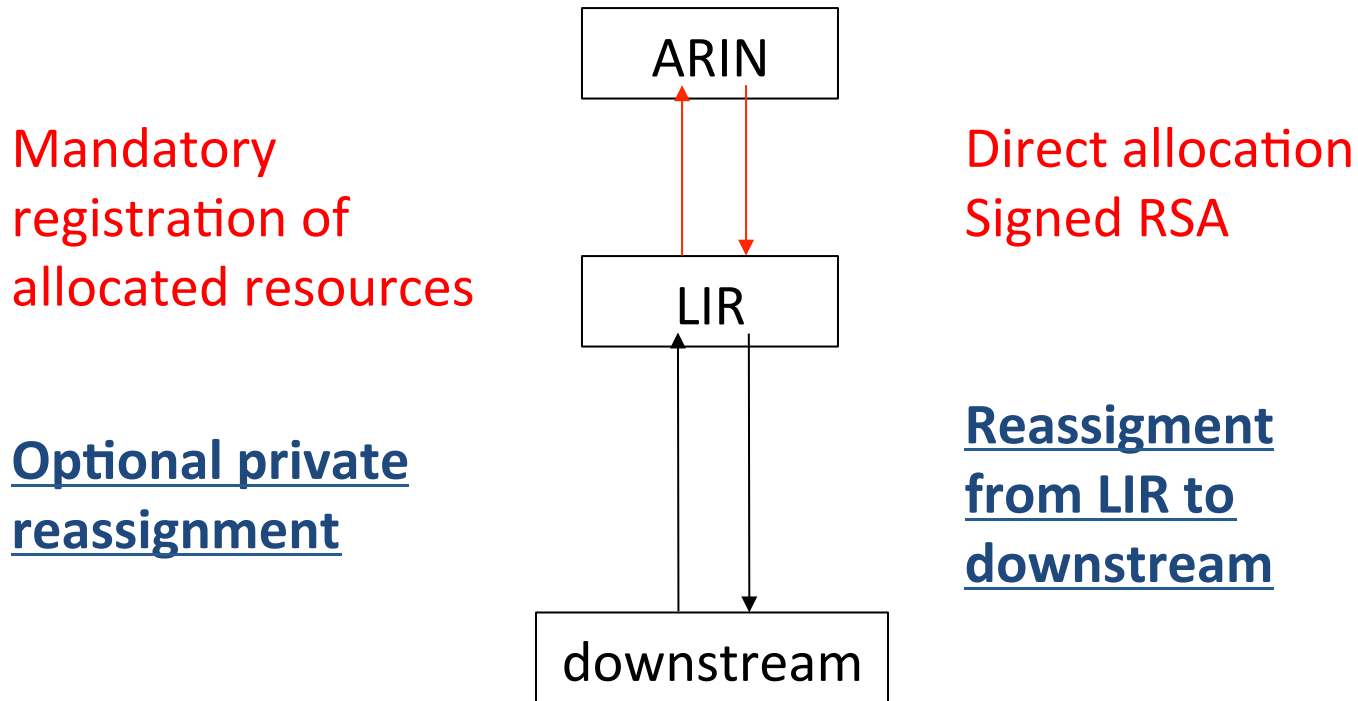 ARIN
Mandatory
registration of
allocated resources
Direct allocation
Signed RSA
LIR
Optional private
reassignment
Reassigment
from LIR to
downstream
downstream